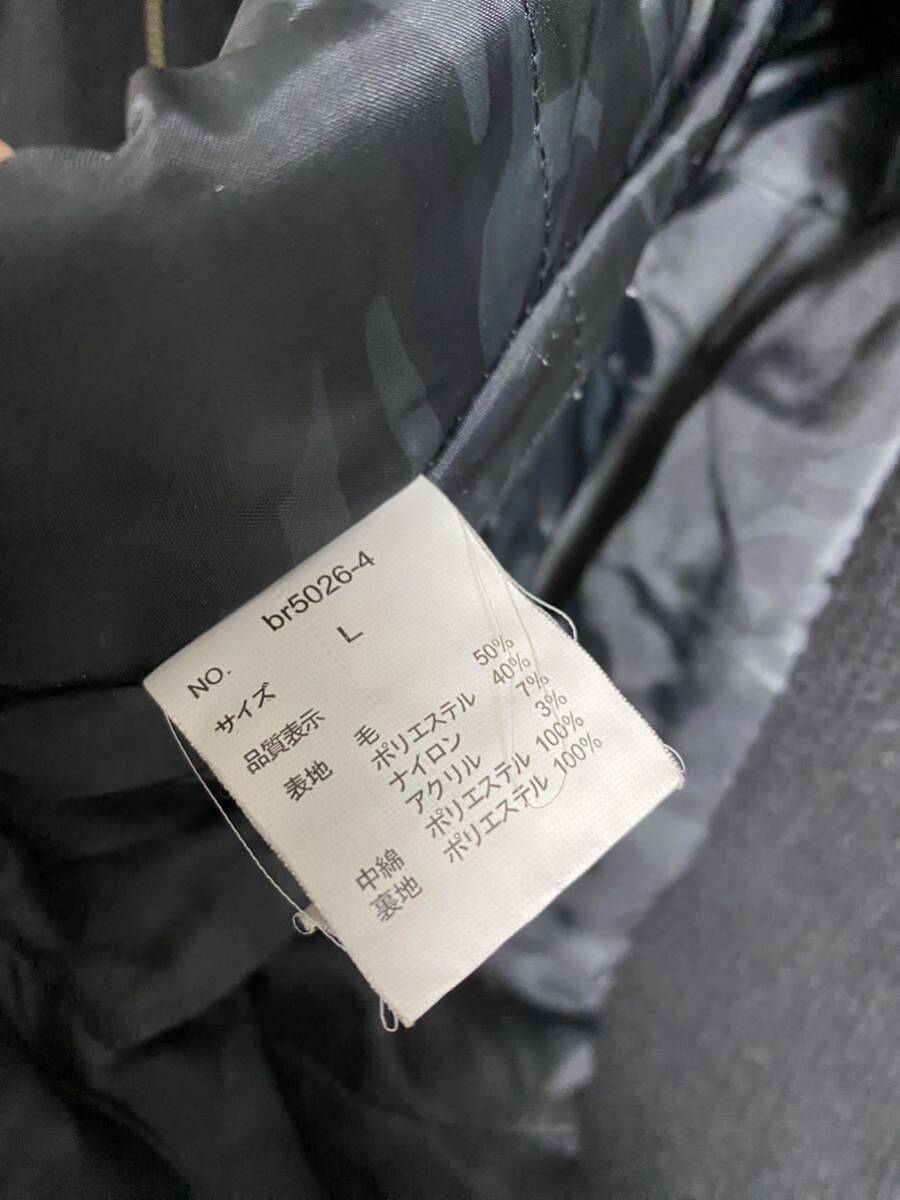 NO. br5026-4
サイズ L
品質表示
表地 毛 50%
ポリエステル 40%
ナイロン 7%
アクリル 3%
中綿 ポリエステル 100%
裏地 ポリエステル 100%